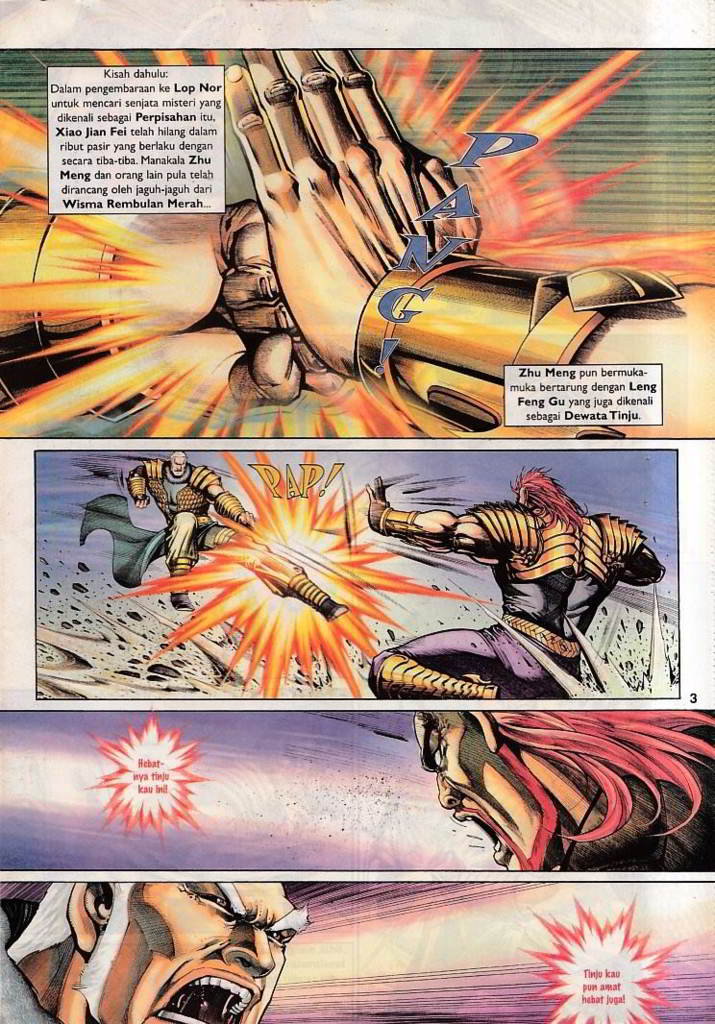 Kisah dahulu:
Dalam pengembaraan ke Lop Nor
untuk mencari senjata misteri yang
dikenali sebagai Perpisahan itu,
Xiao Jian Fei telah hilang dalam
ribut pasir yang berlaku dengan
secara tiba-tiba. Manakala Zhu
Meng dan orang lain pula telah
dirancang oleh jaguh-jaguh dari
Wisma Rembulan Merah...
PANG!
Zhu Meng pun bermuka-
muka bertarung dengan Leng
Feng Gu yang juga dikenali
sebagai Dewata Tinju.
PAP!
3
Hebat-
nya tinju
kau ini!
Tinju kau
pun amat
hebat juga!